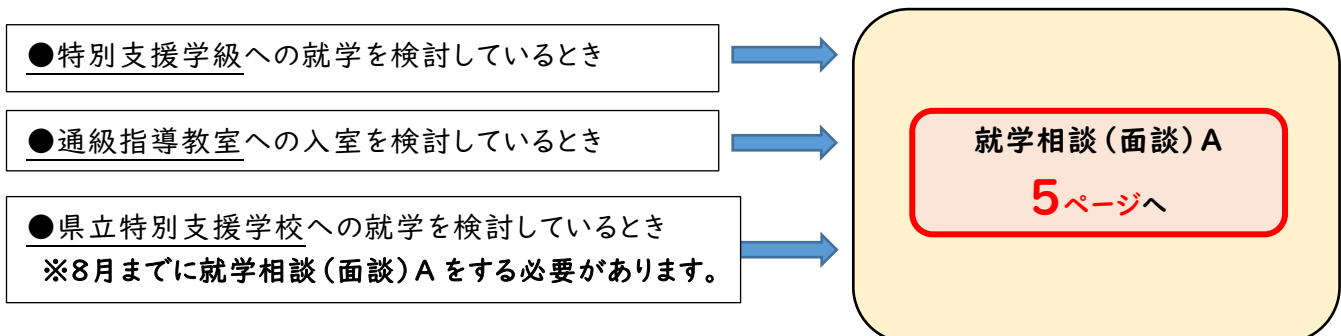 ●特別支援学級への就学を検討しているとき
●通級指導教室への入室を検討しているとき
●県立特別支援学校への就学を検討しているとき
※8月までに就学相談(面談)Aをする必要があります。
就学相談(面談)A
5ページへ